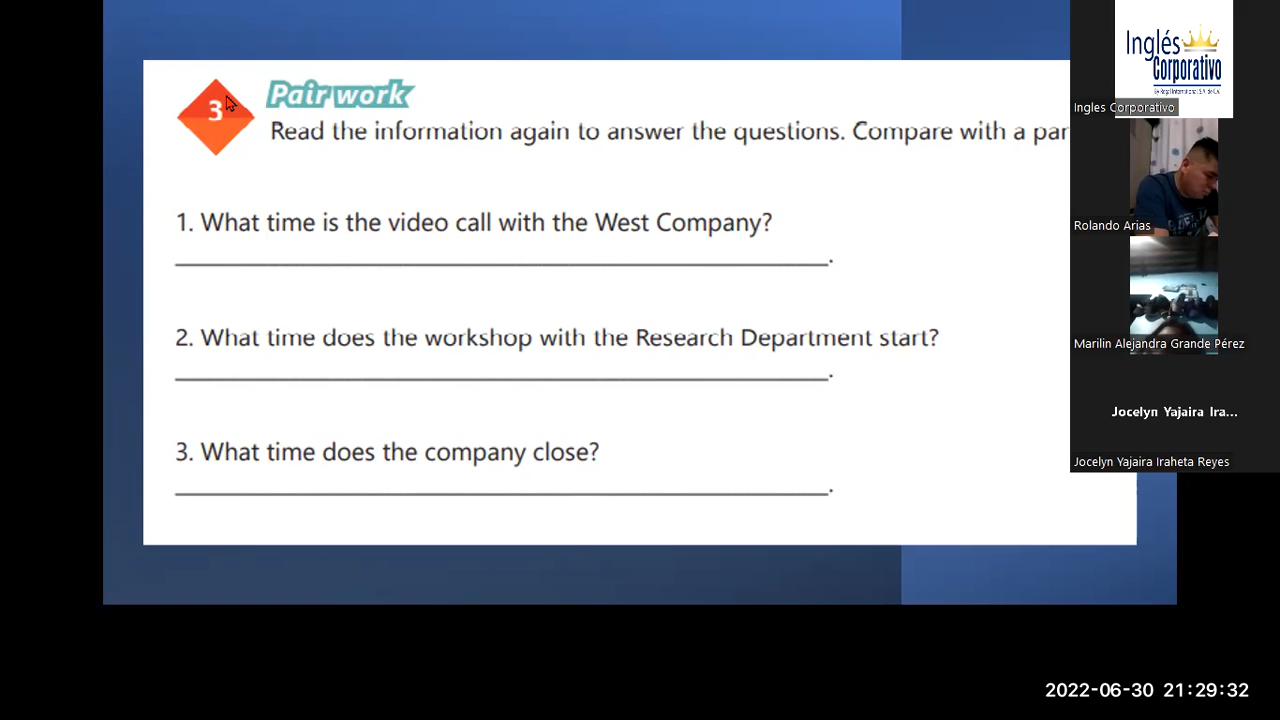 3
Pair work
Read the information again to answer the questions. Compare with a par
1. What time is the video call with the West Company?
.
2. What time does the workshop with the Research Department start?
.
3. What time does the company close?
.
Inglés
Corporativo
Ingles Corporativo
Rolando Arias
Marilin Alejandra Grande Pérez
Jocelyn Yajaira Ira...
Jocelyn Yajaira Iraheta Reyes
2022-06-30 21:29:32